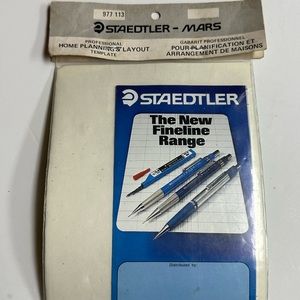 977 113
STAEDTLER - MARS
PROFESSIONAL
HOME PLANNING & LAYOUT
TEMPLATE
GABARIT PROFESSIONNEL
POUR PLANIFICATION ET
ARRANGEMENT DE MAISONS
STAEDTLER
The New
Fineline
Range
Distributed by: